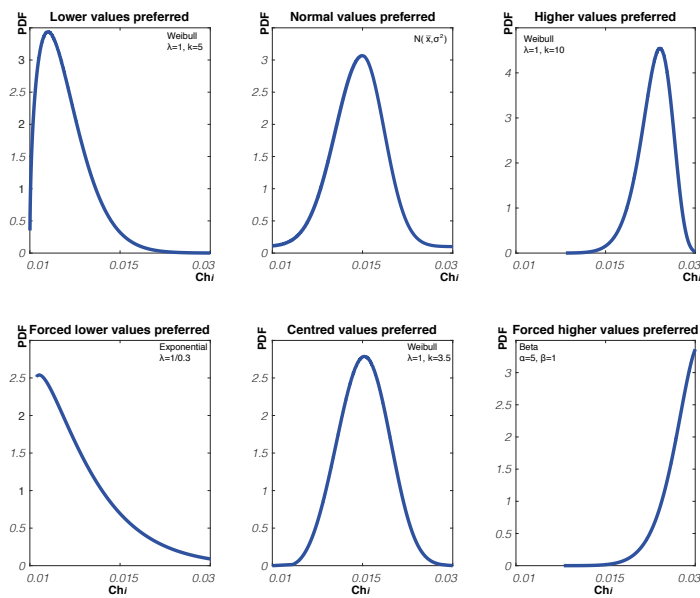 Lower values preferred
PDF
Weibull
λ=1, k=5
3
2.5
2
1.5
1
0.5
0
0.01
0.015
0.03
Chi
Normal values preferred
PDF
N( x̄,σ²)
3
2.5
2
1.5
1
0.5
0
0.01
0.015
0.03
Chi
Higher values preferred
PDF
Weibull
λ=1, k=10
4
3
2
1
0
0.015
0.03
Chi
Forced lower values preferred
PDF
Exponential
λ=1/0.3
2.5
2
1.5
1
0.5
0
0.01
0.015
0.03
Chi
Centred values preferred
PDF
Weibull
λ=1, k=3.5
2.5
2
1.5
1
0.5
0
0.01
0.015
0.03
Chi
Forced higher values preferred
PDF
Beta
α=5, β=1
3
2.5
2
1.5
1
0.5
0
0.01
0.015
0.03
Chi